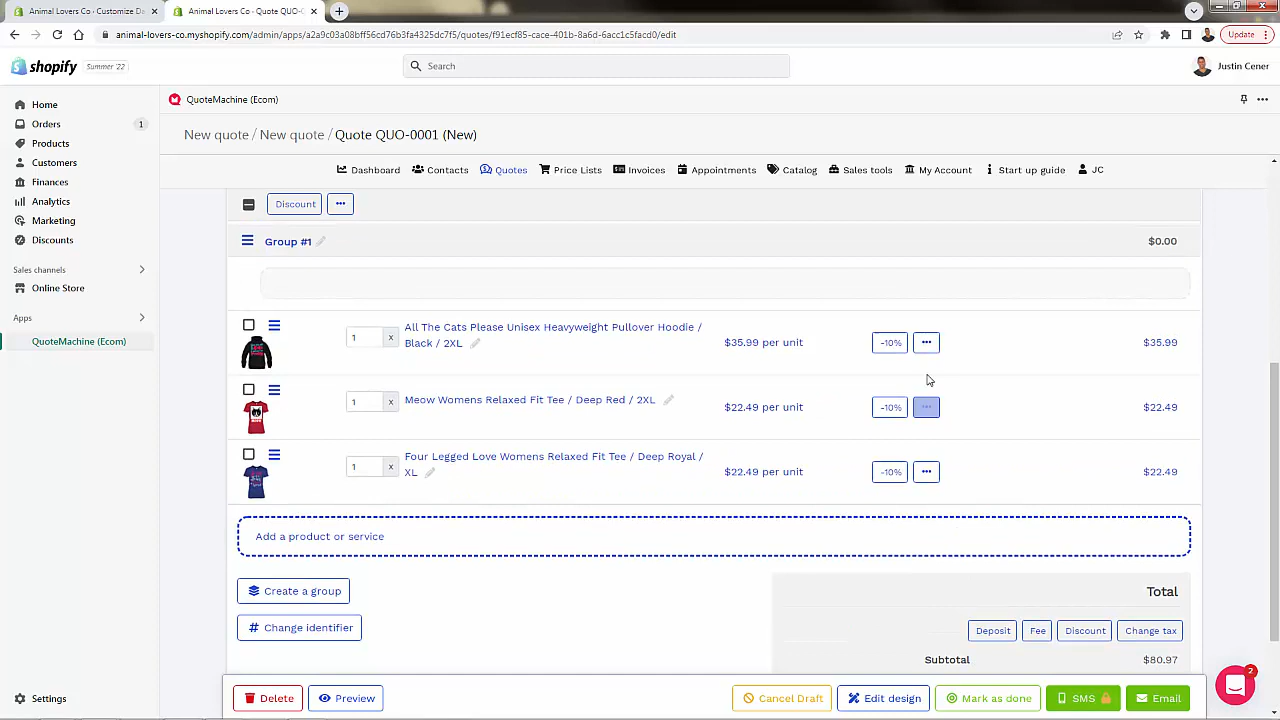 Animal Lovers Co · Customize Da
Animal Lovers Co · Quote QUO-0
animal-lovers-co.myshopify.com/admin/apps/a2a9c03a08bff56cd76b3fa4325dc7f5/quotes/f91ecf85-cace-401b-8a6d-6acc1c5facd0/edit
Update
shopify
Summer '22
Search
Justin Cener
Home
Orders
1
Products
Customers
Finances
Analytics
Marketing
Discounts
Sales channels
Online Store
Apps
QuoteMachine (Ecom)
Settings
QuoteMachine (Ecom)
New quote / New quote / Quote QUO-0001 (New)
Dashboard
Contacts
Quotes
Price Lists
Invoices
Appointments
Catalog
Sales tools
My Account
Start up guide
JC
Discount
Group #1
$0.00
1 x
All The Cats Please Unisex Heavyweight Pullover Hoodie /
Black / 2XL
$35.99 per unit
-10%
$35.99
1 x
Meow Womens Relaxed Fit Tee / Deep Red / 2XL
$22.49 per unit
-10%
$22.49
1 x
Four Legged Love Womens Relaxed Fit Tee / Deep Royal /
XL
$22.49 per unit
-10%
$22.49
Add a product or service
Create a group
Change identifier
Total
Deposit
Fee
Discount
Change tax
Subtotal
$80.97
Delete
Preview
Cancel Draft
Edit design
Mark as done
SMS
Email
2